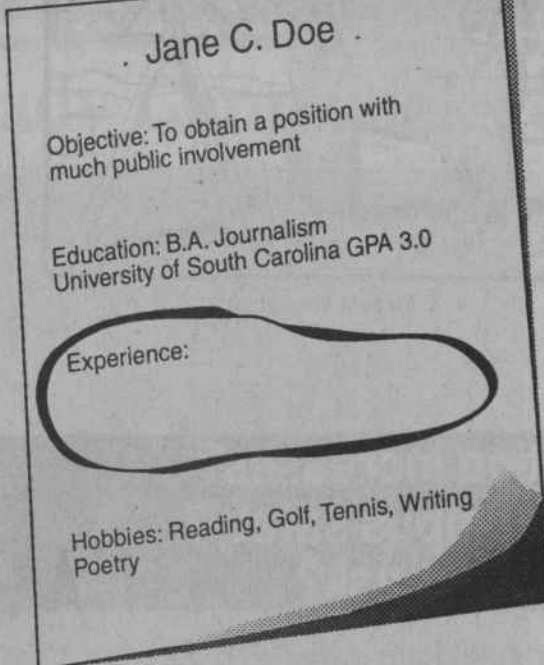 Jane C. Doe
Objective: To obtain a position with
much public involvement
Education: B.A. Journalism
University of South Carolina GPA 3.0
Experience:
Hobbies: Reading, Golf, Tennis, Writing
Poetry